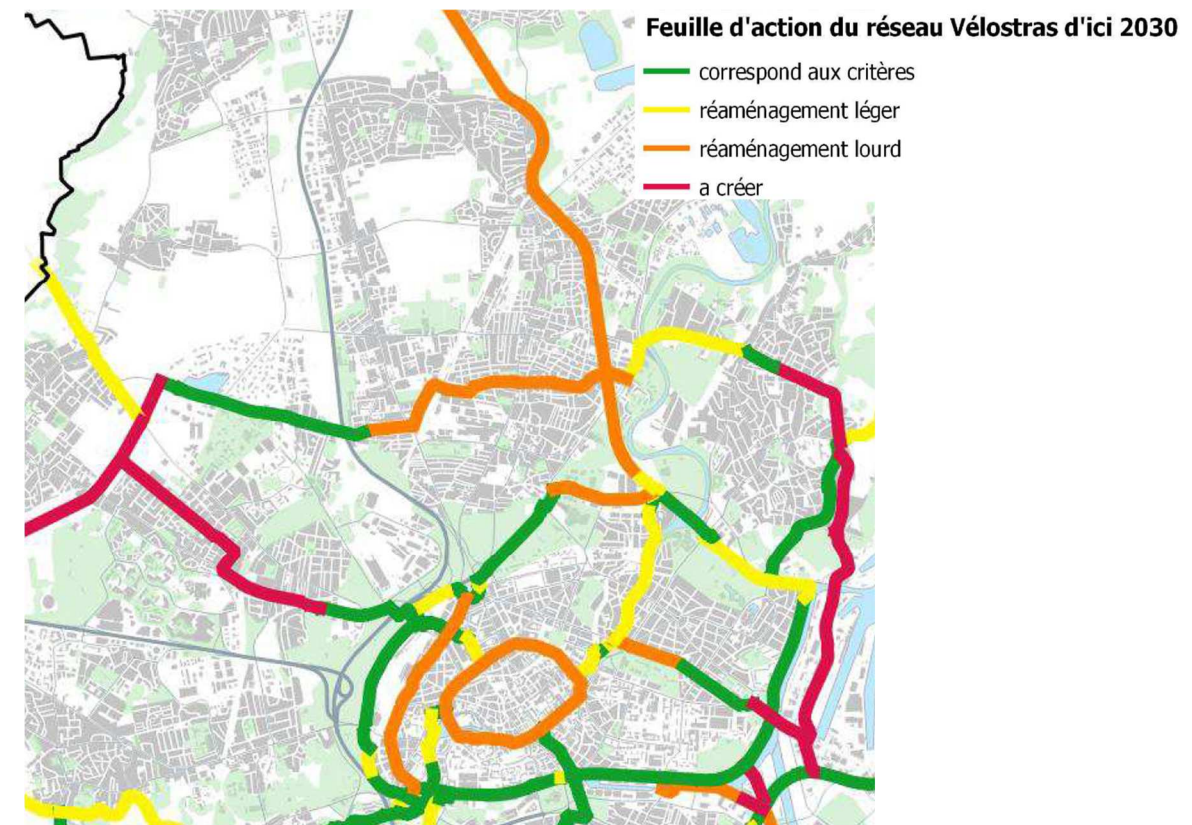 Feuille d'action du réseau Vélostras d'ici 2030
correspond aux critères
réaménagement léger
réaménagement lourd
a créer